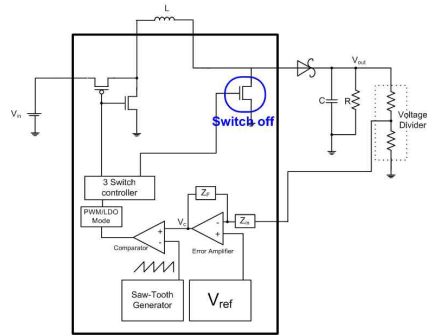 L
V_in
Switch off
V_out
C
R
Voltage
Divider
3 Switch
controller
PWM/LDO
Mode
Z_F
Z_in
V_c
+
-
-
+
Comparator
Error Amplifier
Saw-Tooth
Generator
V_ref